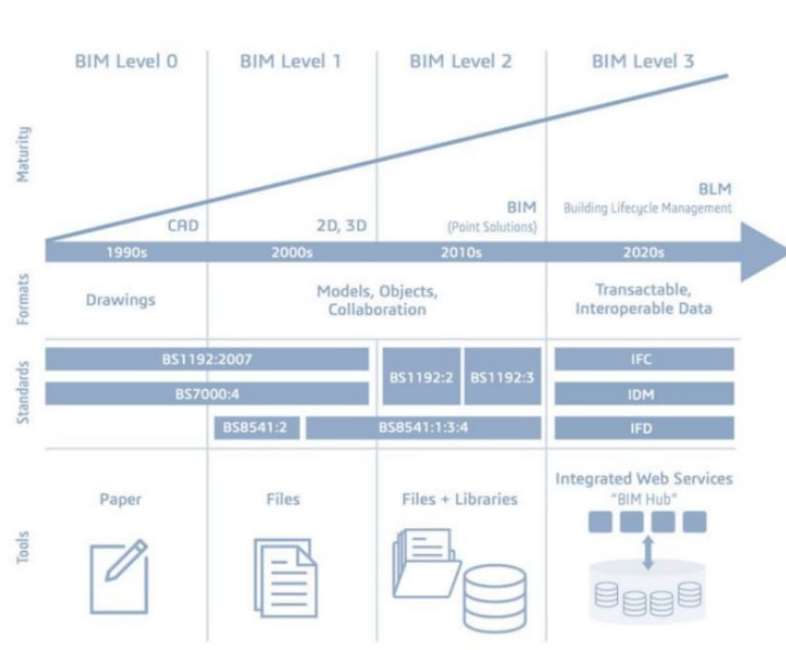 BIM Level 0
BIM Level 1
BIM Level 2
BIM Level 3
Maturity
CAD
2D, 3D
BIM
(Point Solutions)
BLM
Building Lifecycle Management
1990s
2000s
2010s
2020s
Formats
Drawings
Models, Objects,
Collaboration
Transactable,
Interoperable Data
Standards
BS1192:2007
BS7000:4
BS1192:2
BS1192:3
BS8541:2
BS8541:1:3:4
IFC
IDM
IFD
Tools
Paper
Files
Files + Libraries
Integrated Web Services
"BIM Hub"